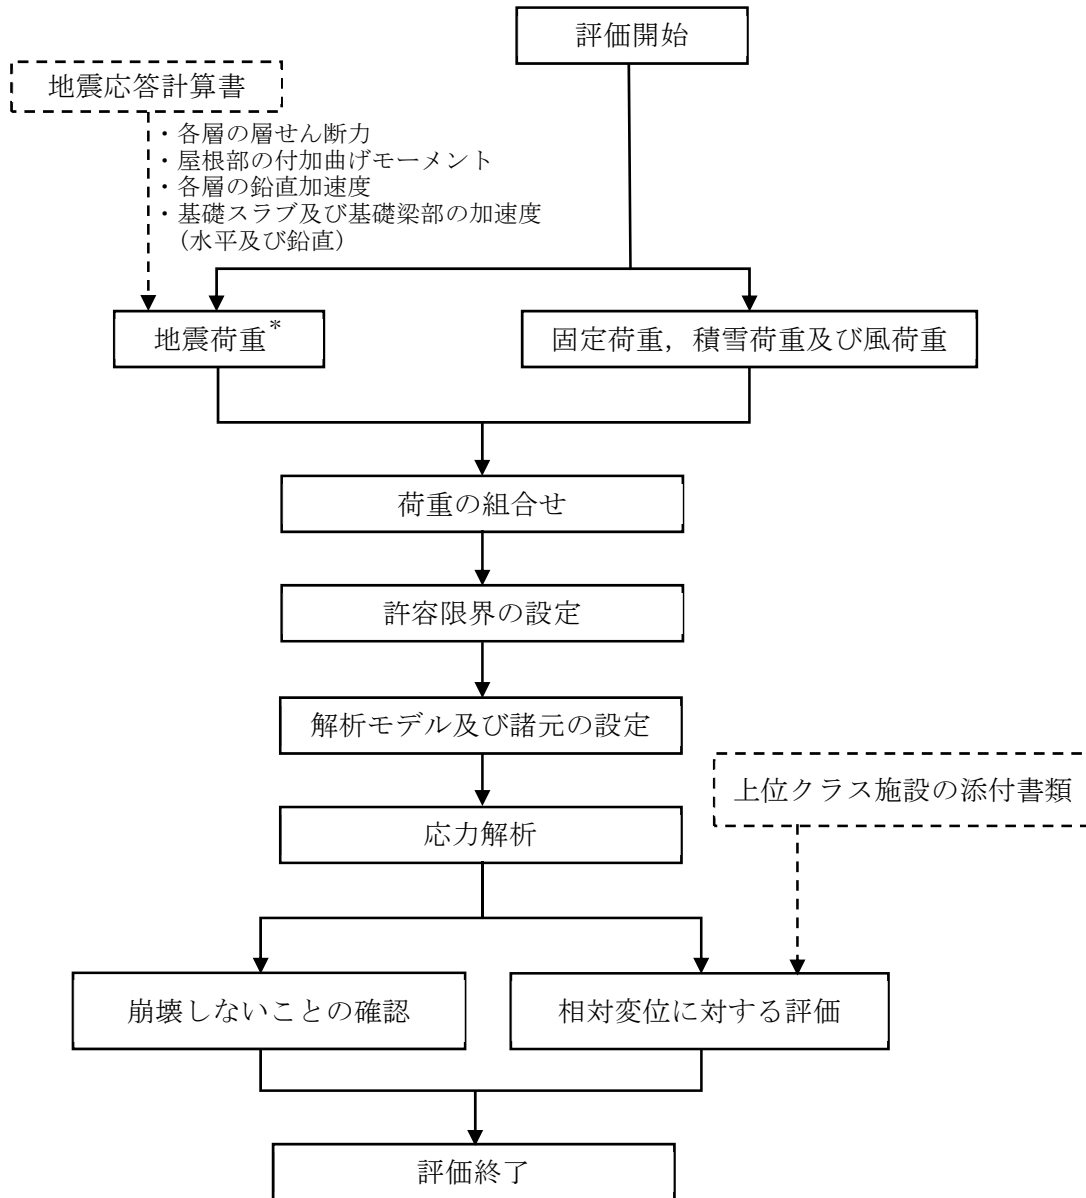 評価開始
地震応答計算書
・各層の層せん断力
・屋根部の付加曲げモーメント
・各層の鉛直加速度
・基礎スラブ及び基礎梁部の加速度
(水平及び鉛直)
地震荷重*
固定荷重，積雪荷重及び風荷重
荷重の組合せ
許容限界の設定
解析モデル及び諸元の設定
上位クラス施設の添付書類
応力解析
崩壊しないことの確認
相対変位に対する評価
評価終了